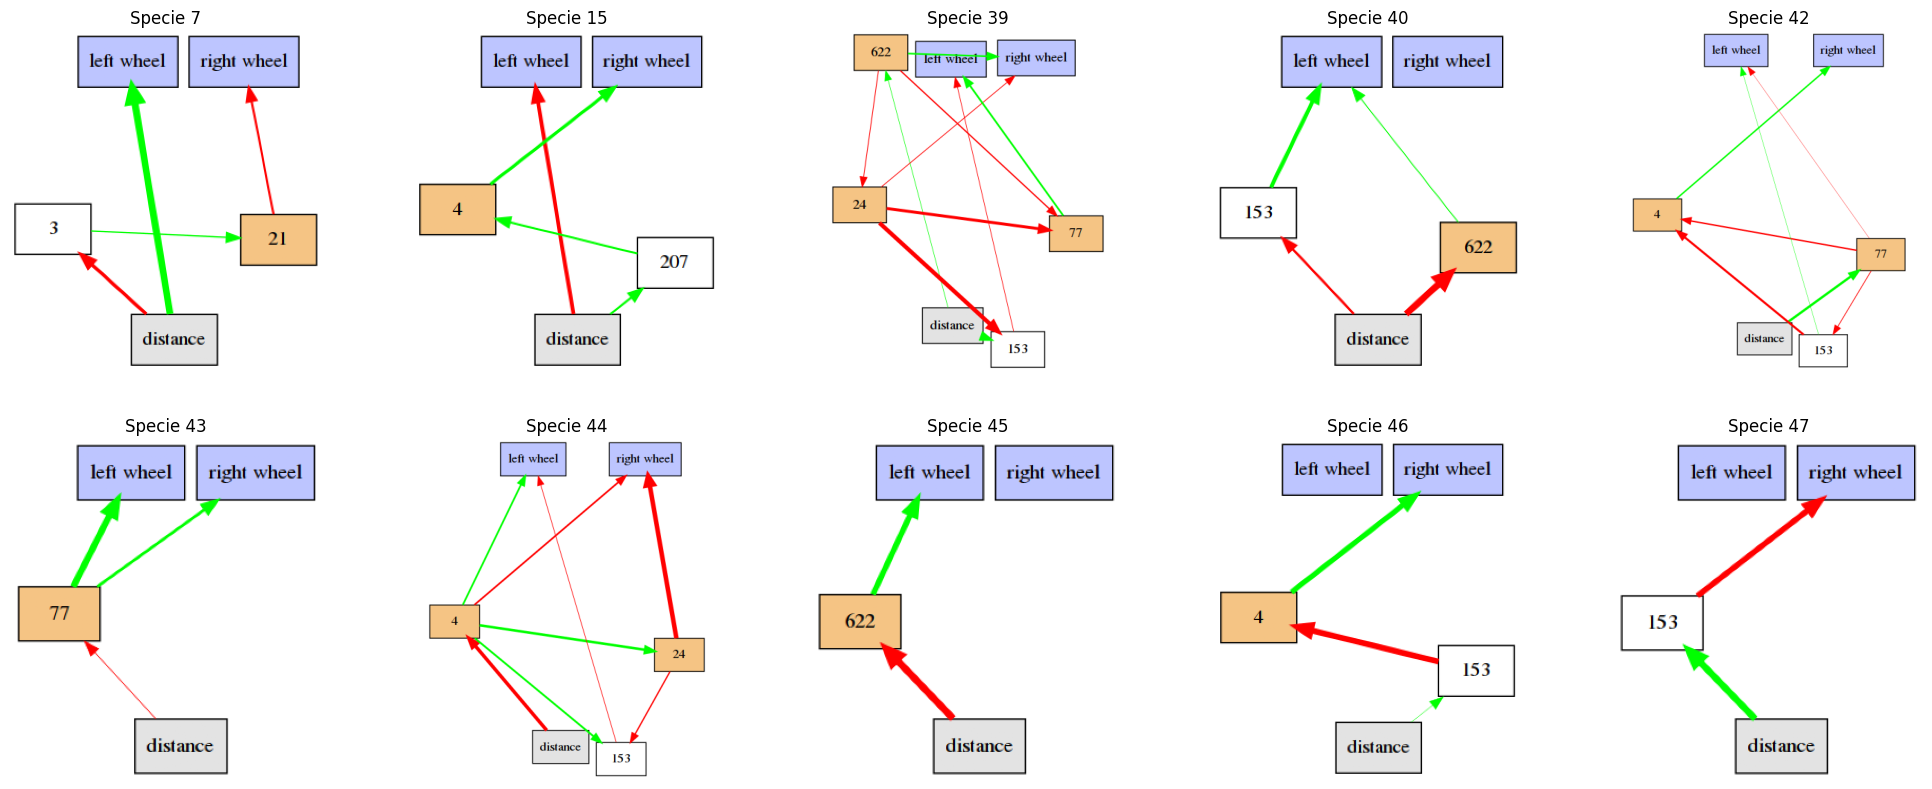 Specie 7
left wheel
right wheel
3
21
distance
Specie 15
left wheel
right wheel
4
207
distance
Specie 39
622
left wheel
right wheel
24
77
distance
153
Specie 40
left wheel
right wheel
153
622
distance
Specie 42
left wheel
right wheel
4
77
distance
153
Specie 43
left wheel
right wheel
77
distance
Specie 44
left wheel
right wheel
4
24
distance
153
Specie 45
left wheel
right wheel
622
distance
Specie 46
left wheel
right wheel
4
153
distance
Specie 47
left wheel
right wheel
153
distance